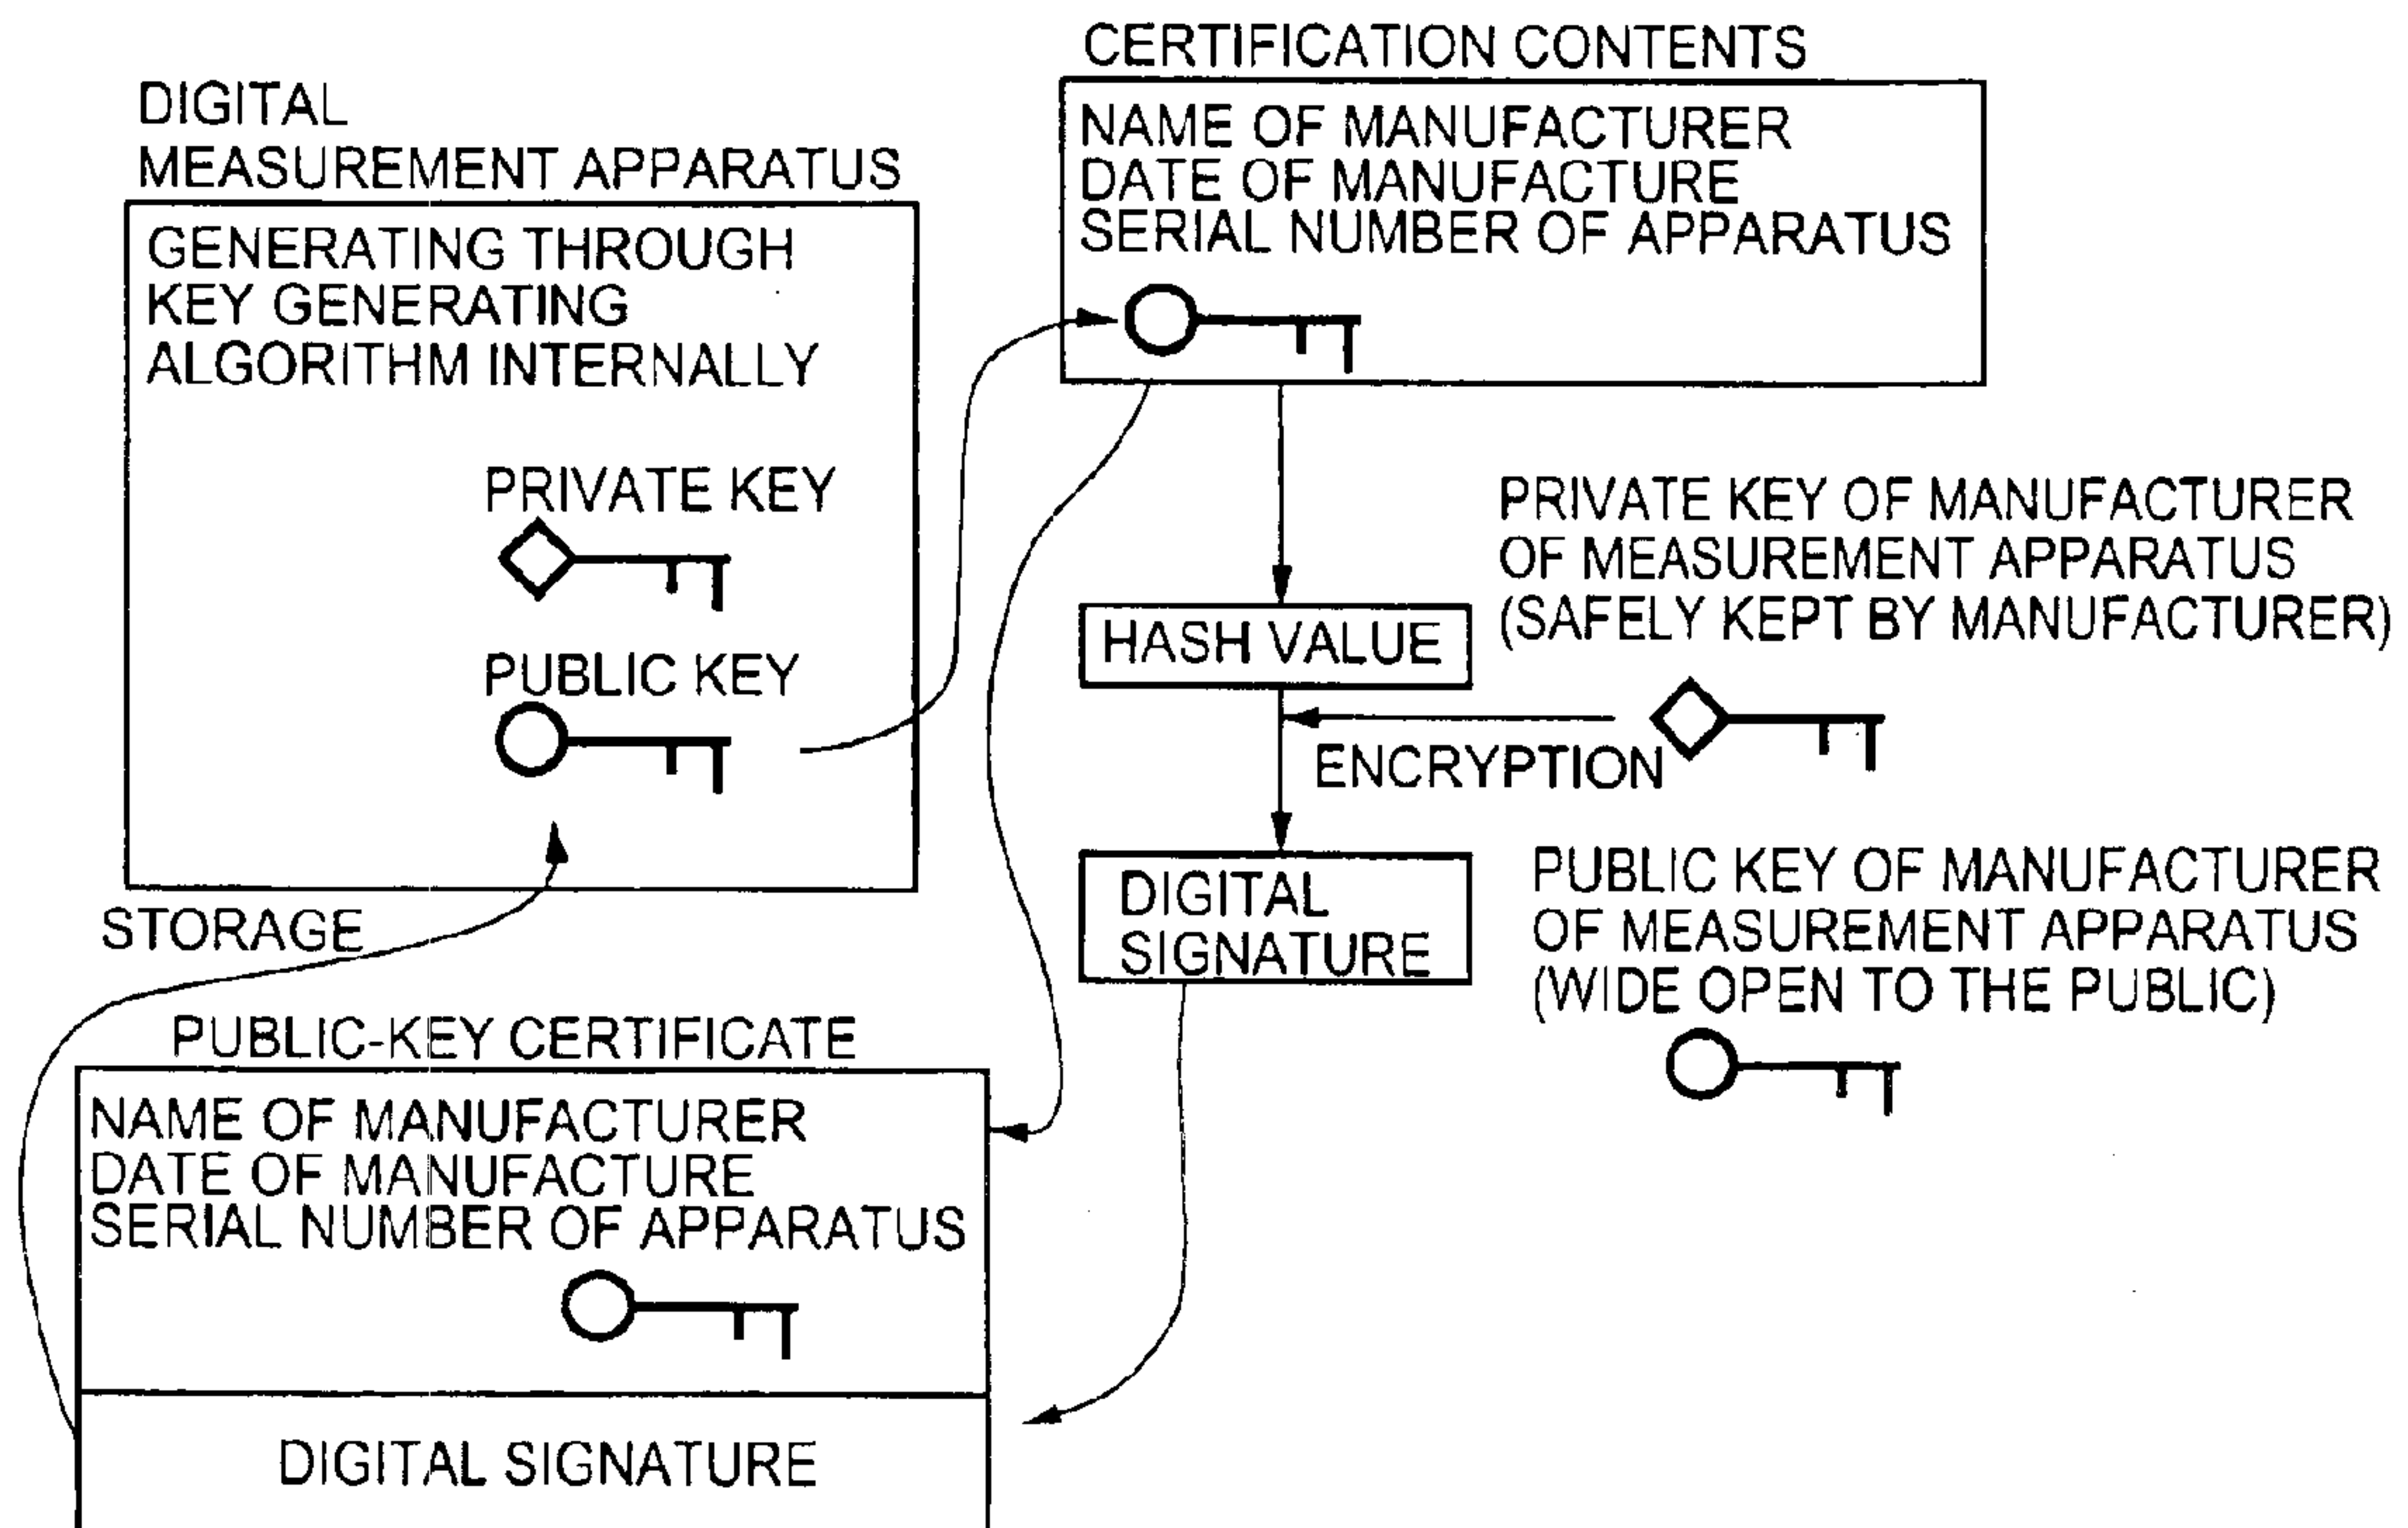 DIGITAL
MEASUREMENT APPARATUS
GENERATING THROUGH
KEY GENERATING
ALGORITHM INTERNALLY
PRIVATE KEY
PUBLIC KEY
STORAGE
CERTIFICATION CONTENTS
NAME OF MANUFACTURER
DATE OF MANUFACTURE
SERIAL NUMBER OF APPARATUS
HASH VALUE
PRIVATE KEY OF MANUFACTURER
OF MEASUREMENT APPARATUS
(SAFELY KEPT BY MANUFACTURER)
ENCRYPTION
DIGITAL
SIGNATURE
PUBLIC KEY OF MANUFACTURER
OF MEASUREMENT APPARATUS
(WIDE OPEN TO THE PUBLIC)
PUBLIC-KEY CERTIFICATE
NAME OF MANUFACTURER
DATE OF MANUFACTURE
SERIAL NUMBER OF APPARATUS
DIGITAL SIGNATURE